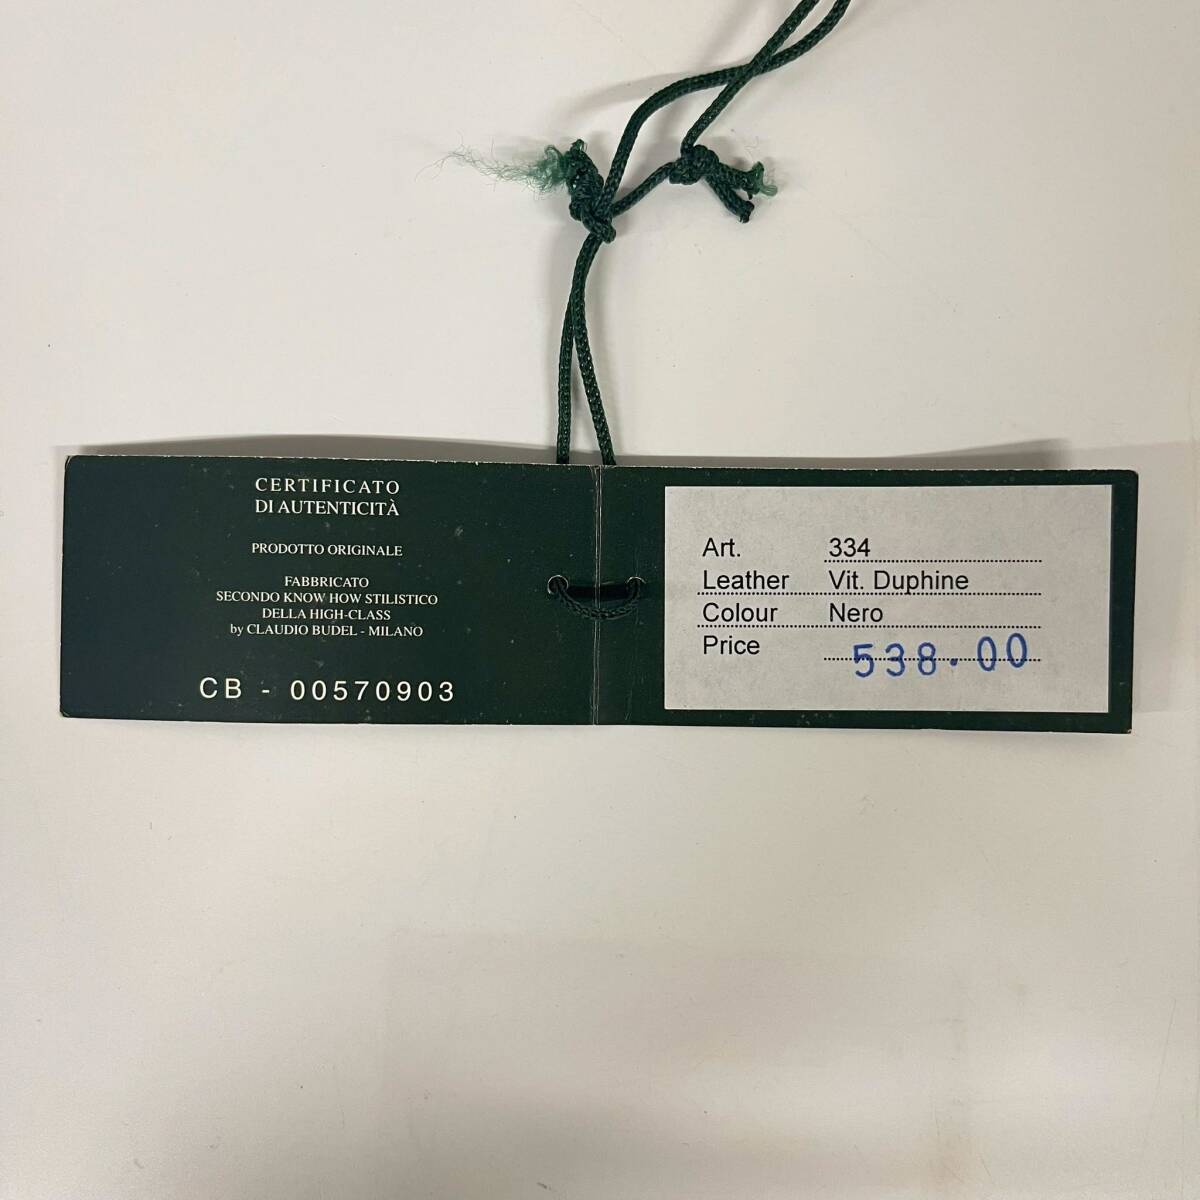 CERTIFICATO
DI AUTENTICITÀ
PRODOTTO ORIGINALE
FABBRICATO
SECONDO KNOW HOW STILISTICO
DELLA HIGH-CLASS
by CLAUDIO BUDEL - MILANO
CB - 00570903
Art. 334
Leather Vit. Duphine
Colour Nero
Price 538.00